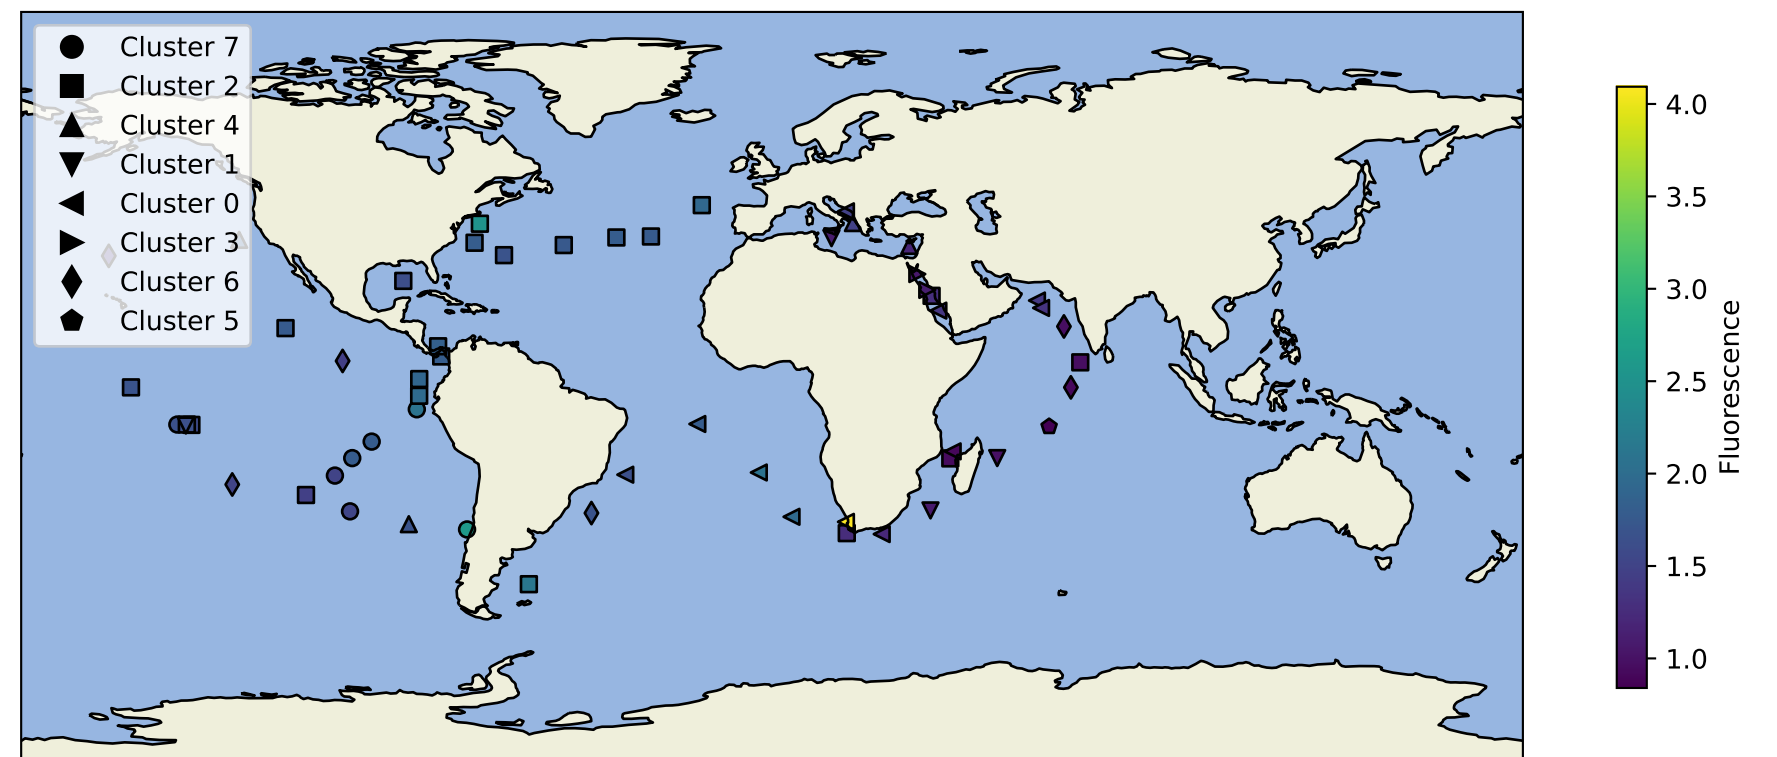 Cluster 7
Cluster 2
Cluster 4
Cluster 1
Cluster 0
Cluster 3
Cluster 6
Cluster 5
4.0
3.5
3.0
2.5
2.0
1.5
1.0
Fluorescence